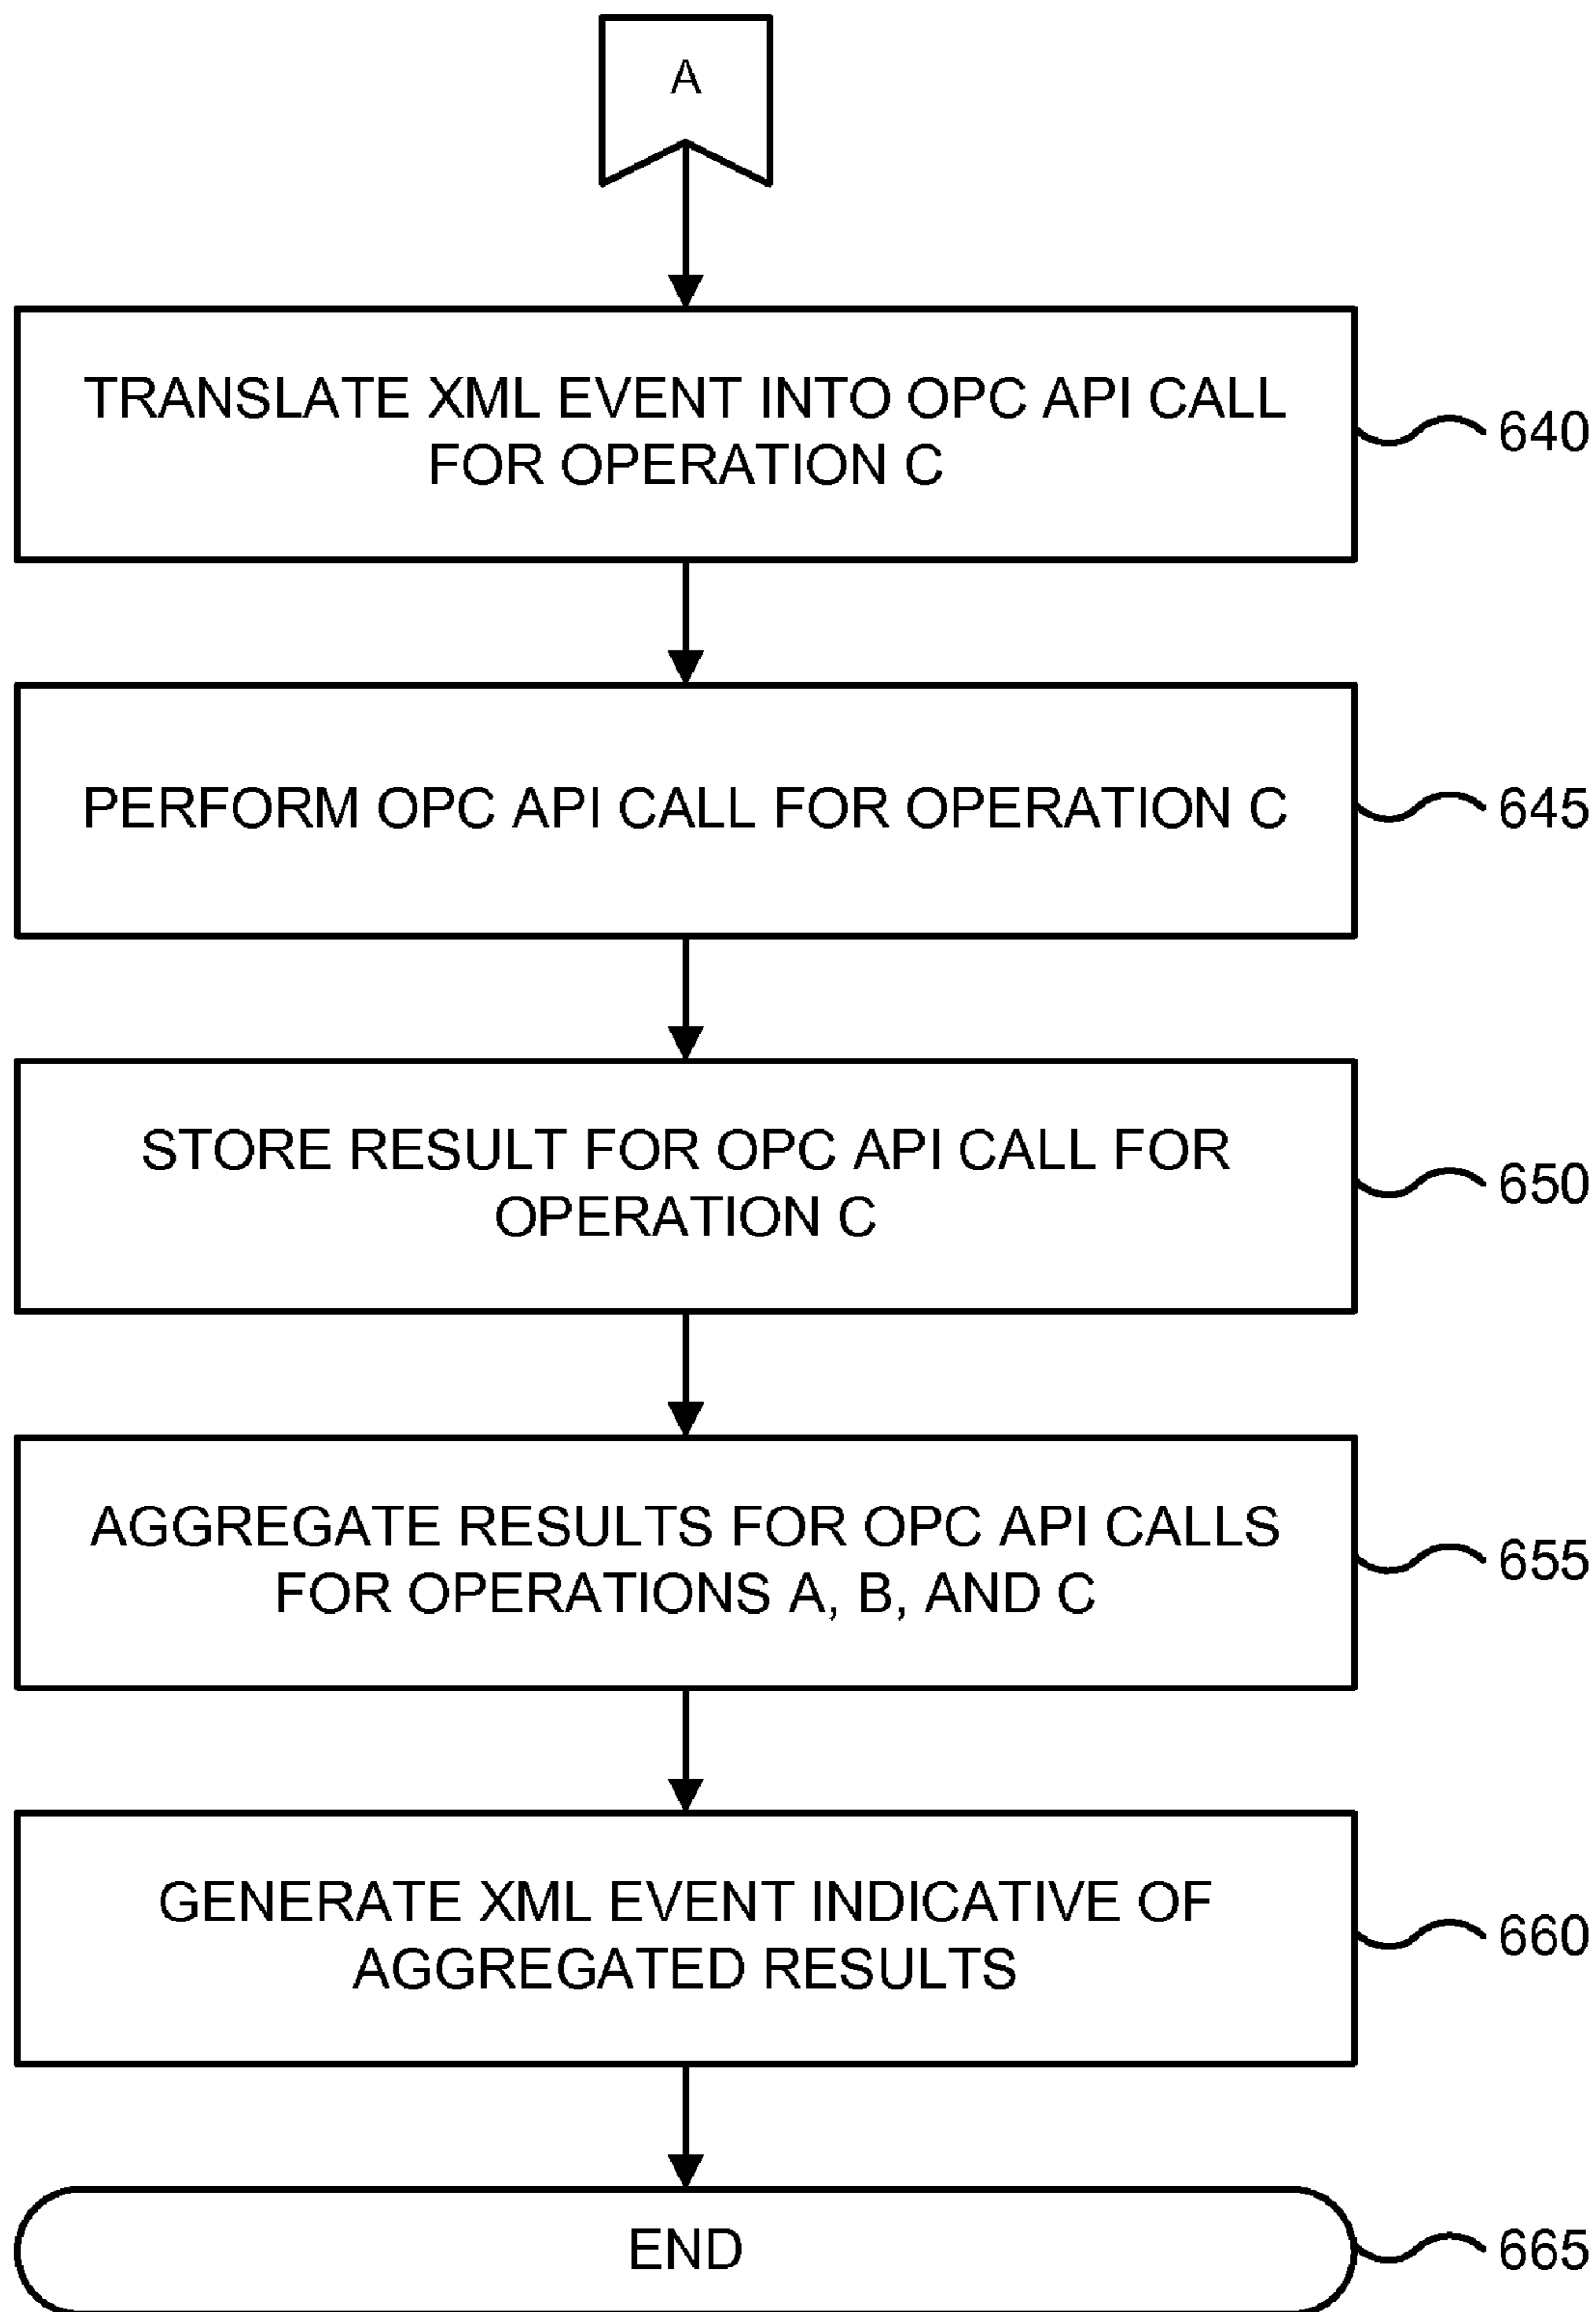 A
TRANSLATE XML EVENT INTO OPC API CALL
FOR OPERATION C
640
PERFORM OPC API CALL FOR OPERATION C
645
STORE RESULT FOR OPC API CALL FOR
OPERATION C
650
AGGREGATE RESULTS FOR OPC API CALLS
FOR OPERATIONS A, B, AND C
655
GENERATE XML EVENT INDICATIVE OF
AGGREGATED RESULTS
660
END
665